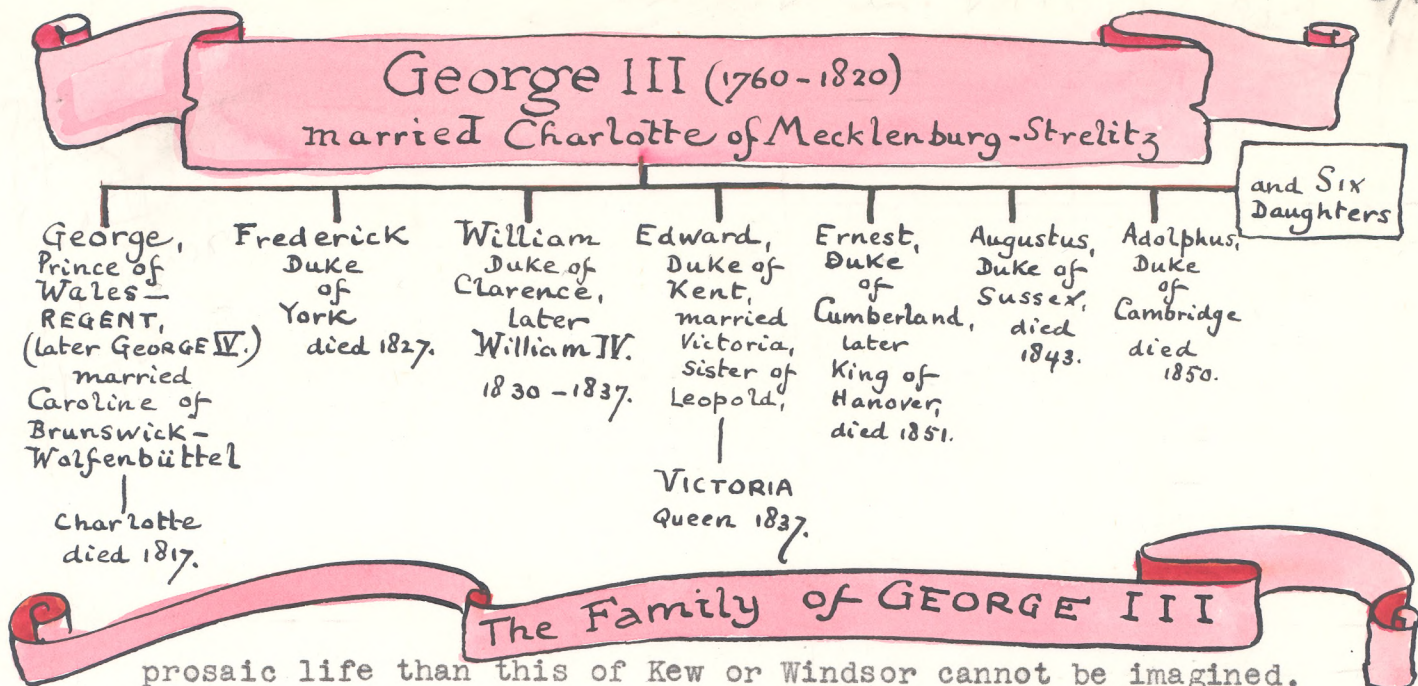 George III (1760-1820)
married Charlotte of Mecklenburg-Strelitz
and Six
Daughters
George,
Prince of
Wales—
REGENT,
(later GEORGE IV.)
married
Caroline of
Brunswick-
Wolfenbüttel
Charlotte
died 1817.
Frederick
Duke
of
York
died 1827.
William
Duke of
Clarence,
later
William IV.
1830-1837.
Edward,
Duke of
Kent,
married
Victoria,
Sister of
Leopold,
VICTORIA
Queen 1837.
Ernest,
Duke
of
Cumberland,
later
King of
Hanover,
died 1851.
Augustus,
Duke of
Sussex,
died
1843.
Adolphus,
Duke
of
Cambridge
died
1850.
The Family of GEORGE III
prosaic life than this of Kew or Windsor cannot be imagined.